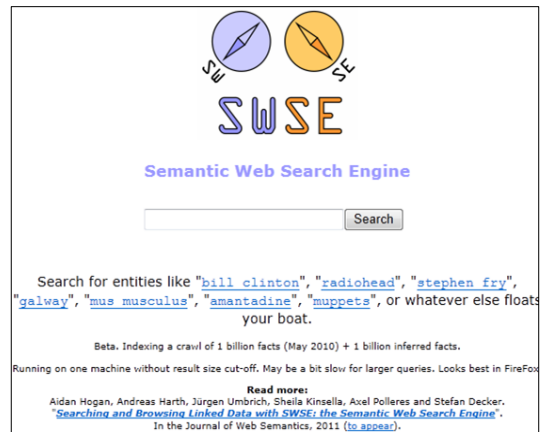 SW SE
SWSE
Semantic Web Search Engine
Search
Search for entities like "bill clinton", "radiohead", "stephen fry",
"galway", "mus musculus", "amantadine", "muppets", or whatever else floats
your boat.
Beta. Indexing a crawl of 1 billion facts (May 2010) + 1 billion inferred facts.
Running on one machine without result size cut-off. May be a bit slow for larger queries. Looks best in FireFox
Read more:
Aidan Hogan, Andreas Harth, Jürgen Umbrich, Sheila Kinsella, Axel Polleres and Stefan Decker.
"Searching and Browsing Linked Data with SWSE: the Semantic Web Search Engine".
In the Journal of Web Semantics, 2011 (to appear).